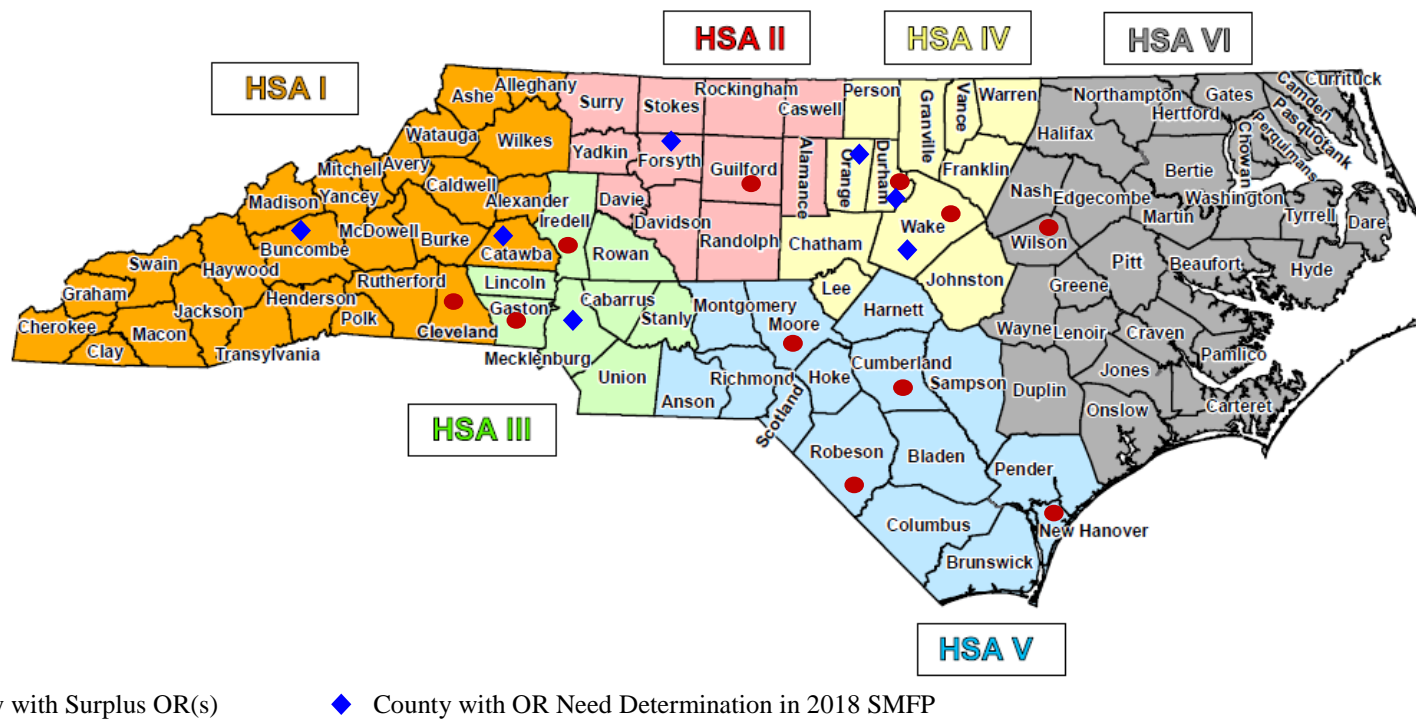 HSA II
HSA IV
HSA VI
HSA I
Ashe
Alleghany
Surry
Stokes
Rockingham
Caswell
Person
Granville
Vance
Warren
Northampton
Gates
Camden
Currituck
Pasquotank
Perquimans
Chowan
Hertford
Halifax
Watauga
Wilkes
Yadkin
Forsyth
Guilford
Alamance
Orange
Durham
Franklin
Bertie
Mitchell
Avery
Yancey
Madison
Caldwell
Alexander
Iredell
Davie
Davidson
Randolph
Chatham
Wake
Nash
Edgecombe
Martin
Washington
Tyrrell
Dare
Buncombe
McDowell
Burke
Catawba
Rowan
Wilson
Pitt
Beaufort
Hyde
Swain
Haywood
Rutherford
Lincoln
Johnston
Greene
Graham
Jackson
Henderson
Polk
Cleveland
Gaston
Cabarrus
Stanly
Montgomery
Lee
Harnett
Wayne
Lenoir
Craven
Pamlico
Cherokee
Clay
Macon
Transylvania
Mecklenburg
Union
Anson
Richmond
Moore
Hoke
Scotland
Cumberland
Sampson
Duplin
Jones
Onslow
Carteret
HSA III
Robeson
Bladen
Pender
Columbus
Brunswick
New Hanover
HSA V
with Surplus OR(s)
County with OR Need Determination in 2018 SMFP